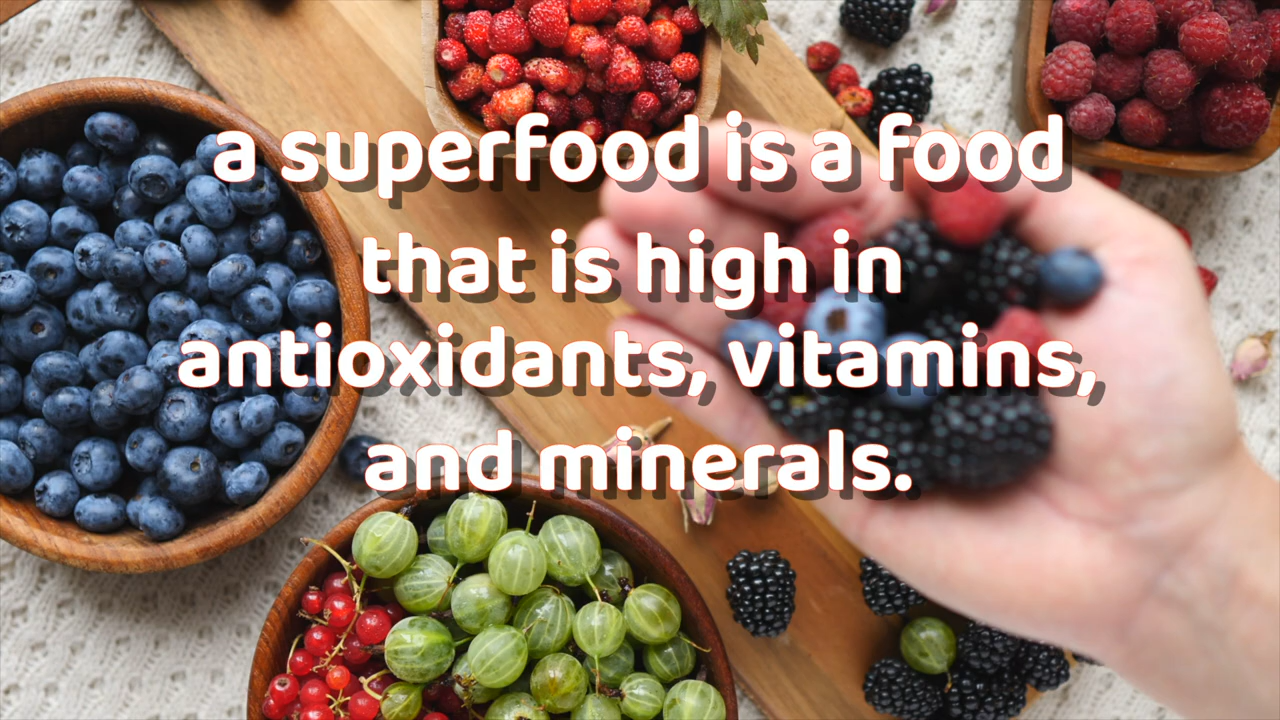 a superfood is a food
that is high in
antioxidants, vitamins,
and minerals.